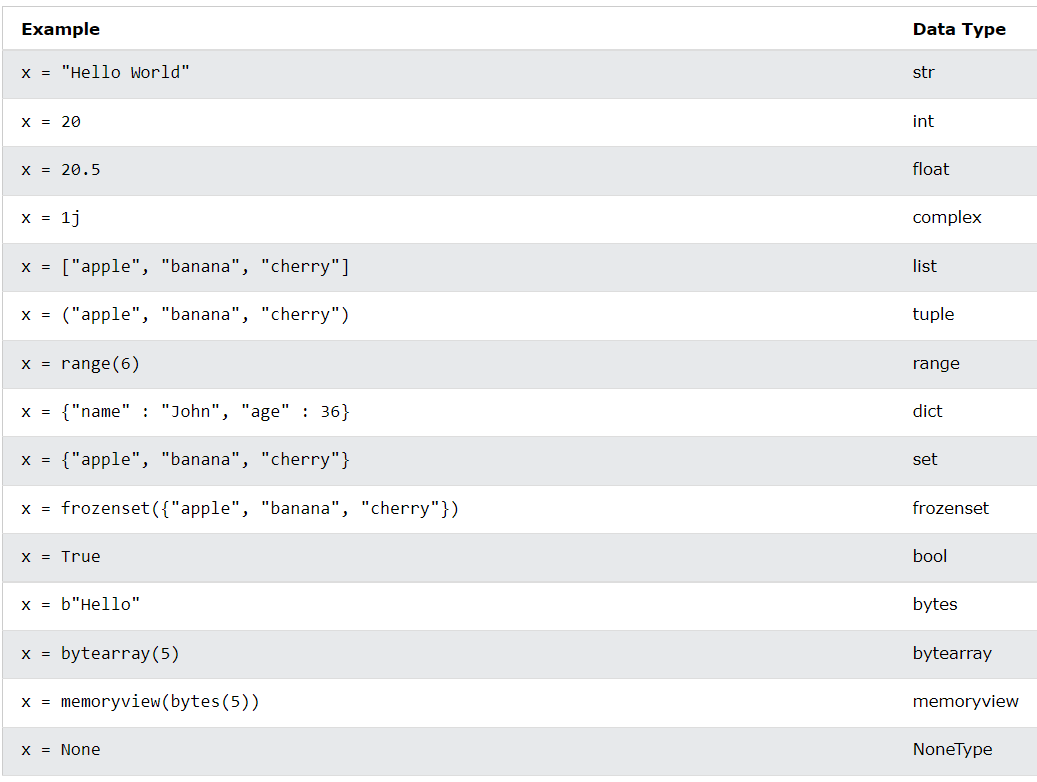 Example Data Type
x = "Hello World" str
x = 20 int
x = 20.5 float
x = 1j complex
x = ["apple", "banana", "cherry"] list
x = ("apple", "banana", "cherry") tuple
x = range(6) range
x = {"name" : "John", "age" : 36} dict
x = {"apple", "banana", "cherry"} set
x = frozenset({"apple", "banana", "cherry"}) frozenset
x = True bool
x = b"Hello" bytes
x = bytearray(5) bytearray
x = memoryview(bytes(5)) memoryview
x = None NoneType